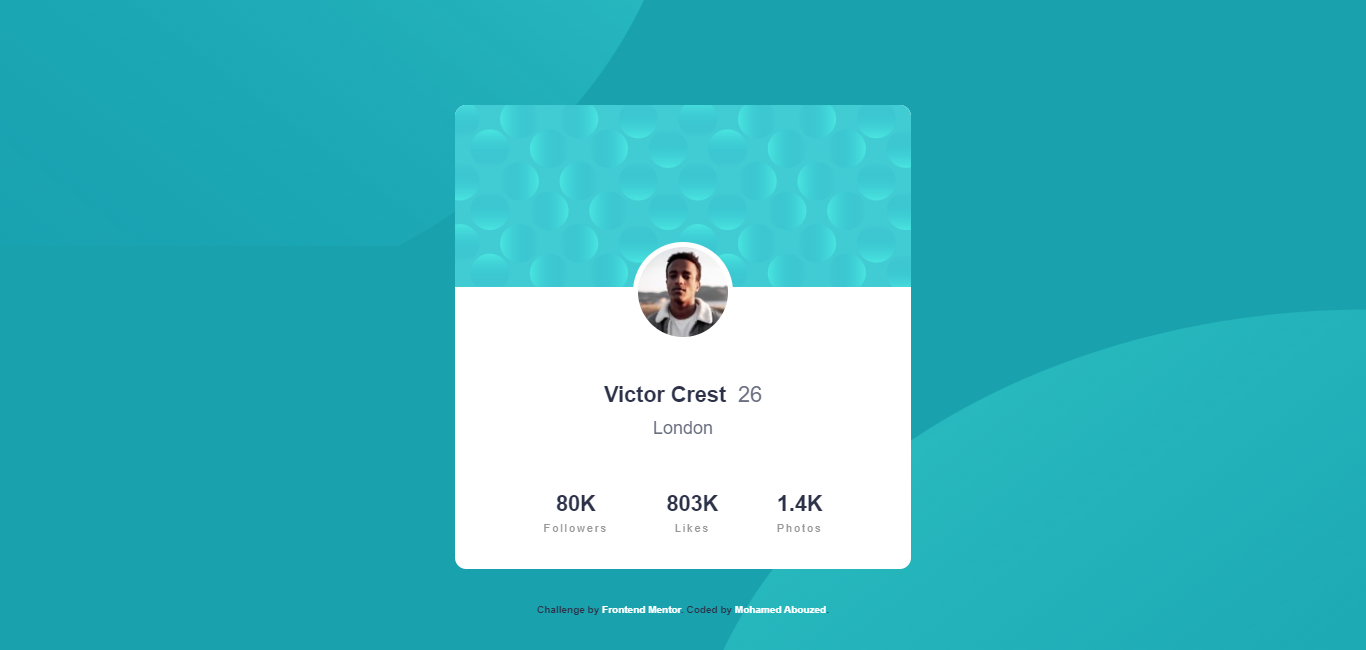 Victor Crest 26
London
80K 803K 1.4K
Followers Likes Photos
Challenge by Frontend Mentor. Coded by Mohamed Abouzed.